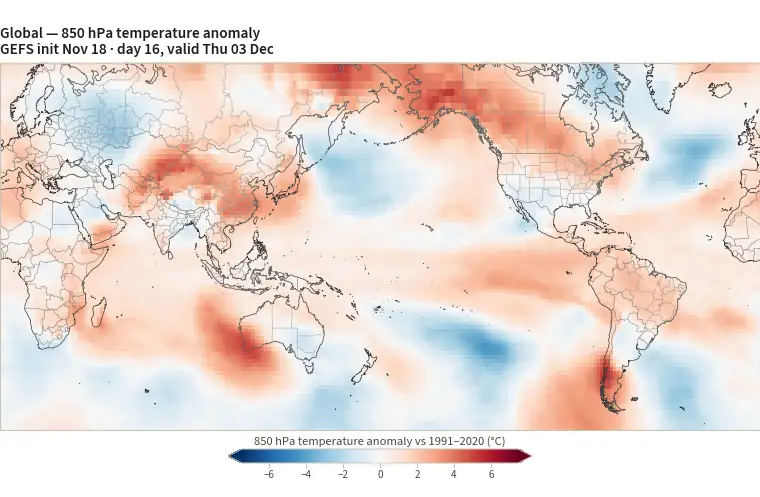 Global — 850 hPa temperature anomaly
GEFS init Nov 18 · day 16, valid Thu 03 Dec
850 hPa temperature anomaly vs 1991–2020 (°C)
−6 −4 −2 0 2 4 6